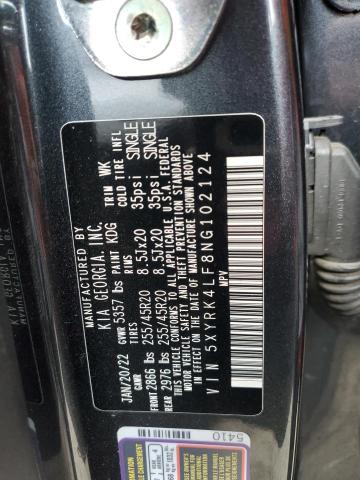 MANUFACTURED BY
KIA GEORGIA, INC.
JAN/20/22 GVWR 5357 lbs PAINT KDG TRIM WK
TIRES RIMS COLD TIRE INFL
FRONT 2866 lbs 255/45R20 8.5Jx20 35psi SINGLE
REAR 2976 lbs 255/45R20 8.5Jx20 35psi SINGLE
THIS VEHICLE CONFORMS TO ALL APPLICABLE U.S.A. FEDERAL
MOTOR VEHICLE SAFETY, BUMPER, AND THEFT PREVENTION STANDARDS
IN EFFECT ON THE DATE OF MANUFACTURE SHOWN ABOVE.
VIN 5XYRK4LF8NG102124
MPV
5410